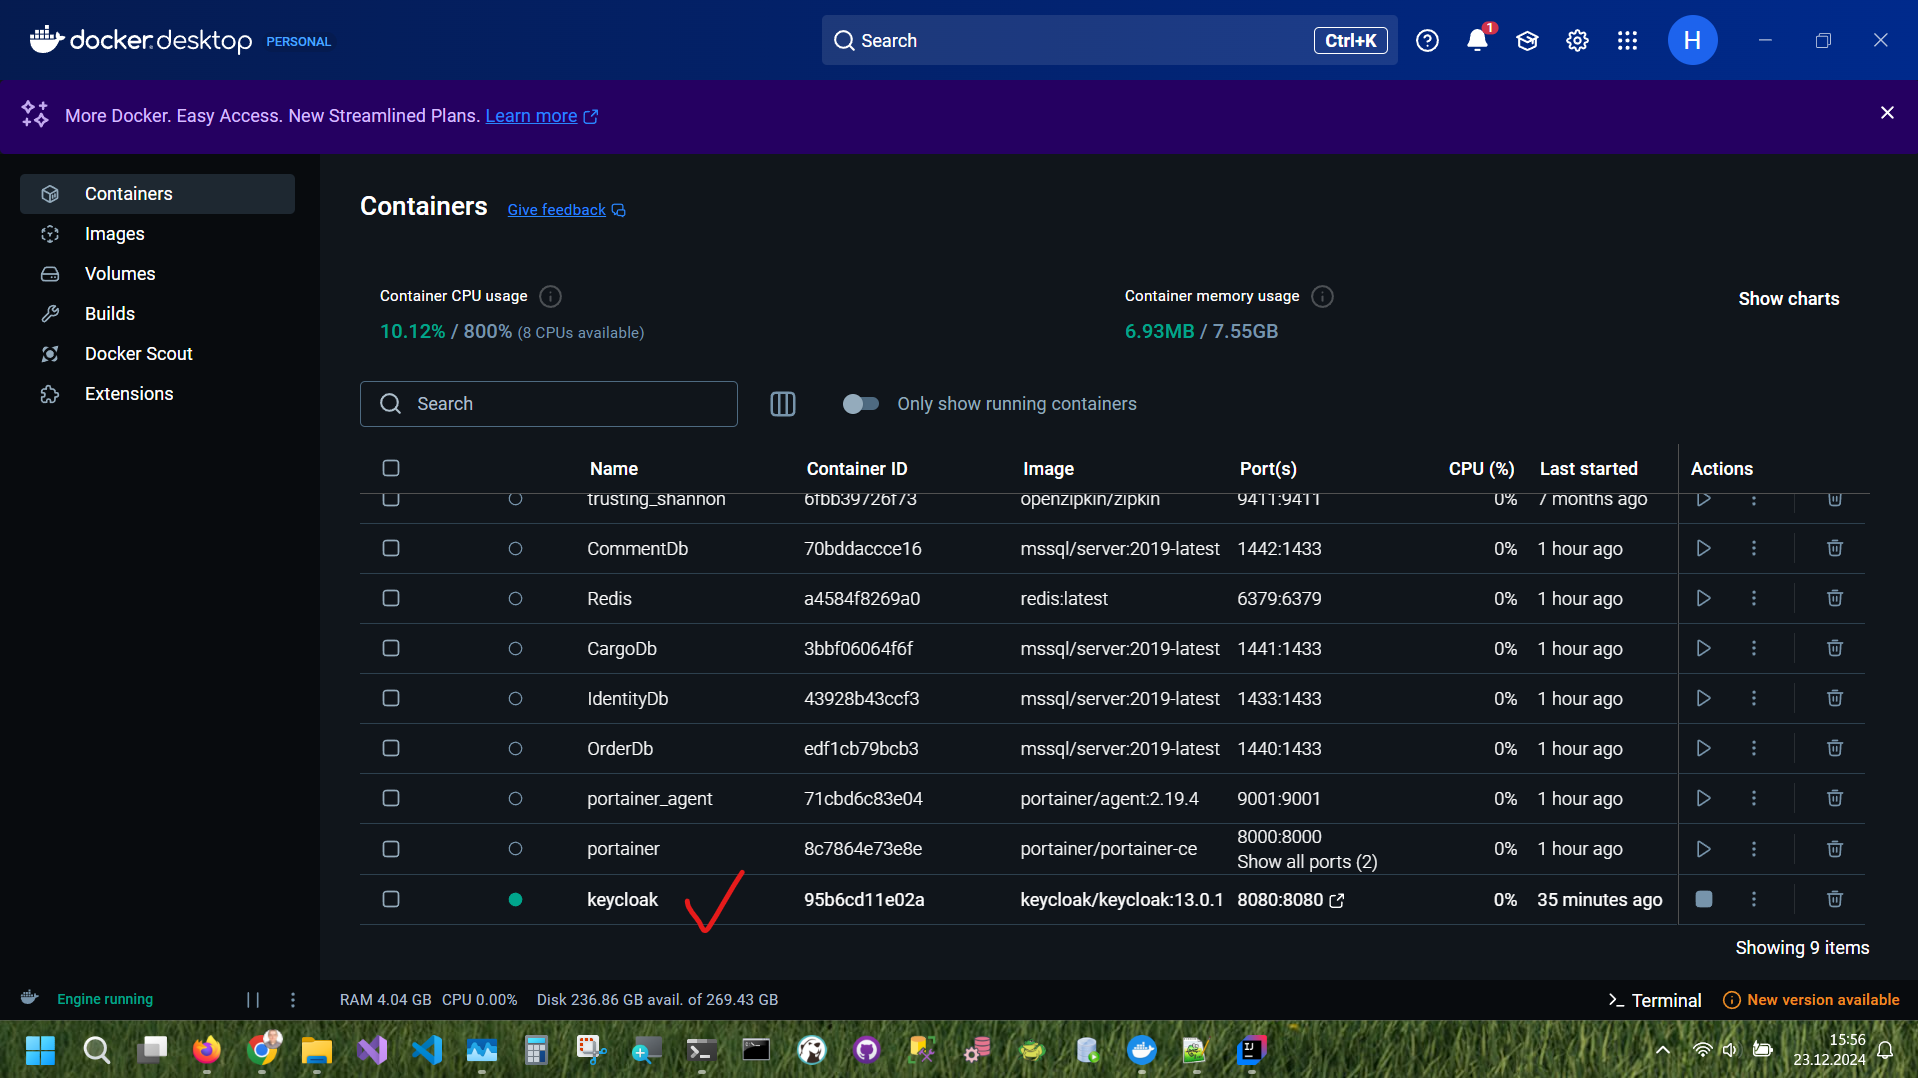 docker desktop PERSONAL
Search Ctrl+K
1
H
More Docker. Easy Access. New Streamlined Plans. Learn more
Containers
Images
Volumes
Builds
Docker Scout
Extensions
Containers Give feedback
Container CPU usage
10.12% / 800% (8 CPUs available)
Container memory usage
6.93MB / 7.55GB
Show charts
Search
Only show running containers
Name Container ID Image Port(s) CPU (%) Last started Actions
trusting_shannon 6fbb39726f73 openzipkin/zipkin 9411:9411 0% 7 months ago
CommentDb 70bddaccce16 mssql/server:2019-latest 1442:1433 0% 1 hour ago
Redis a4584f8269a0 redis:latest 6379:6379 0% 1 hour ago
CargoDb 3bbf06064f6f mssql/server:2019-latest 1441:1433 0% 1 hour ago
IdentityDb 43928b43ccf3 mssql/server:2019-latest 1433:1433 0% 1 hour ago
OrderDb edf1cb79bcb3 mssql/server:2019-latest 1440:1433 0% 1 hour ago
portainer_agent 71cbd6c83e04 portainer/agent:2.19.4 9001:9001 0% 1 hour ago
portainer 8c7864e73e8e portainer/portainer-ce 8000:8000 0% 1 hour ago
Show all ports (2)
keycloak 95b6cd11e02a keycloak/keycloak:13.0.1 8080:8080 0% 35 minutes ago
Showing 9 items
Engine running
RAM 4.04 GB CPU 0.00% Disk 236.86 GB avail. of 269.43 GB
Terminal
New version available
IJ
15:56
23.12.2024